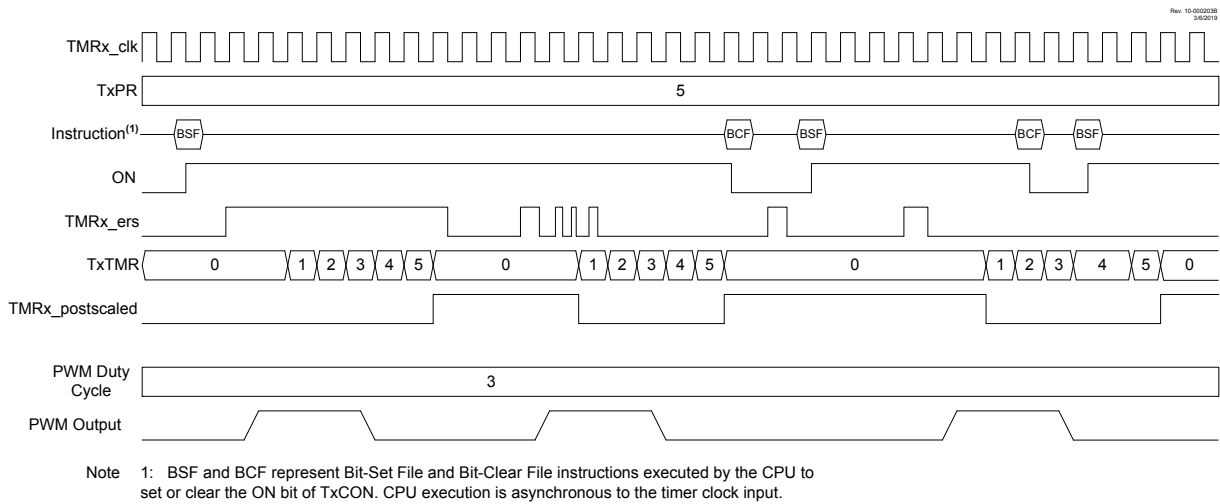 Rev. 10-000203B
3/6/2019
TMRx_clk
TxPR 5
Instruction(1) BSF BCF BSF BCF BSF
ON
TMRx_ers
TxTMR 0 1 2 3 4 5 0 1 2 3 4 5 0 1 2 3 4 5 0
TMRx_postscaled
PWM Duty
Cycle 3
PWM Output
Note 1: BSF and BCF represent Bit-Set File and Bit-Clear File instructions executed by the CPU to
set or clear the ON bit of TxCON. CPU execution is asynchronous to the timer clock input.